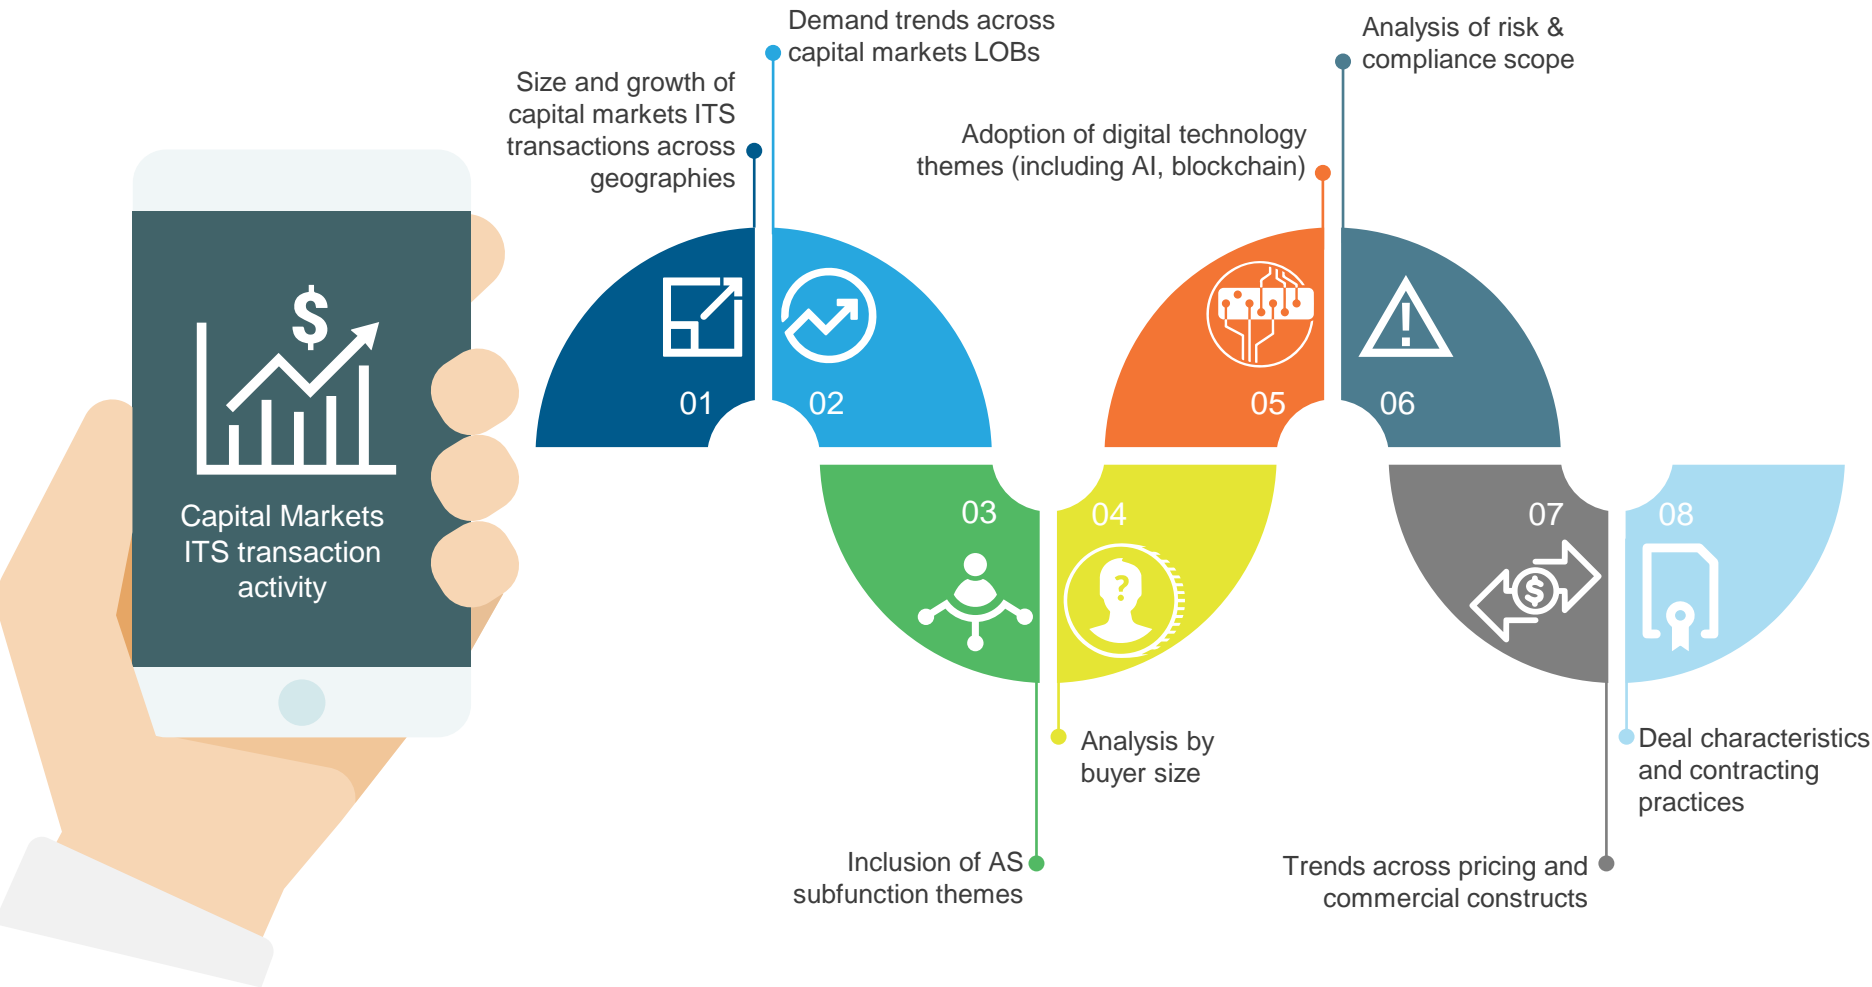 Capital Markets
ITS transaction
activity
$
Size and growth of
capital markets ITS
transactions across
geographies
01
Demand trends across
capital markets LOBs
02
03
Inclusion of AS
subfunction themes
04
?
Analysis by
buyer size
Adoption of digital technology
themes (including AI, blockchain)
05
Analysis of risk &
compliance scope
!
06
07
$
Trends across pricing and
commercial constructs
08
Deal characteristics
and contracting
practices